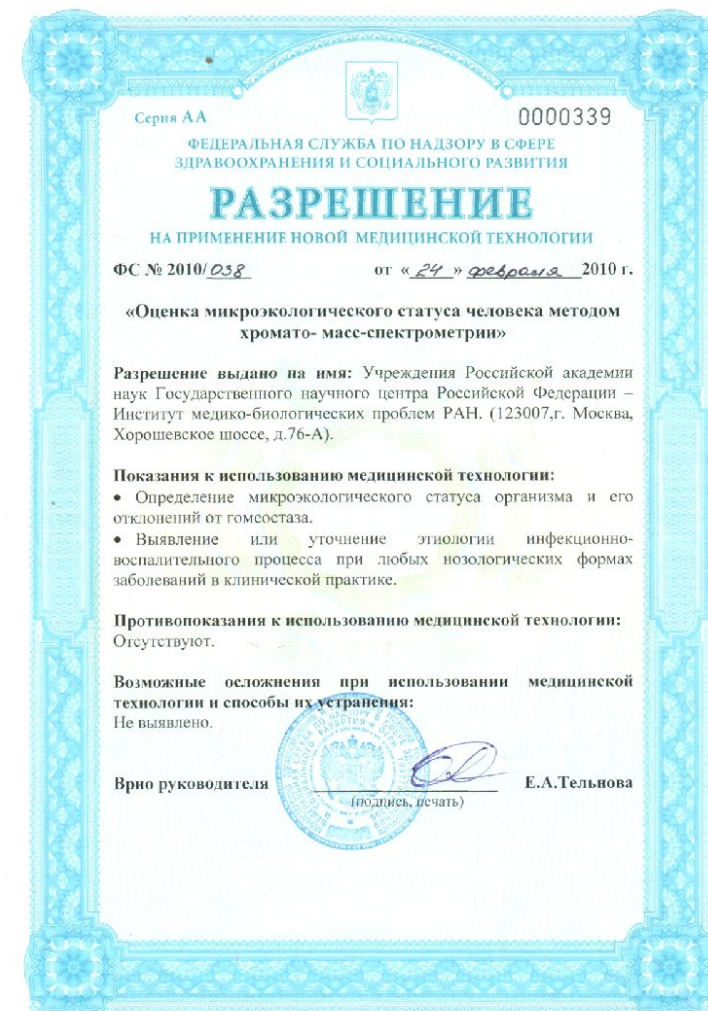 Серия АА
0000339
ФЕДЕРАЛЬНАЯ СЛУЖБА ПО НАДЗОРУ В СФЕРЕ
ЗДРАВООХРАНЕНИЯ И СОЦИАЛЬНОГО РАЗВИТИЯ
РАЗРЕШЕНИЕ
НА ПРИМЕНЕНИЕ НОВОЙ МЕДИЦИНСКОЙ ТЕХНОЛОГИИ
ФС № 2010/038 от «24» февраля 2010 г.
«Оценка микроэкологического статуса человека методом
хромато- масс-спектрометрии»
Разрешение выдано на имя: Учреждения Российской академии
наук Государственного научного центра Российской Федерации –
Институт медико-биологических проблем РАН. (123007,г. Москва,
Хорошевское шоссе, д.76-А).
Показания к использованию медицинской технологии:
• Определение микроэкологического статуса организма и его
отклонений от гомеостаза.
• Выявление или уточнение этиологии инфекционно-
воспалительного процесса при любых нозологических формах
заболеваний в клинической практике.
Противопоказания к использованию медицинской технологии:
Отсутствуют.
Возможные осложнения при использовании медицинской
технологии и способы их устранения:
Не выявлено.
Врио руководителя Е.А.Тельнова
(подпись, печать)